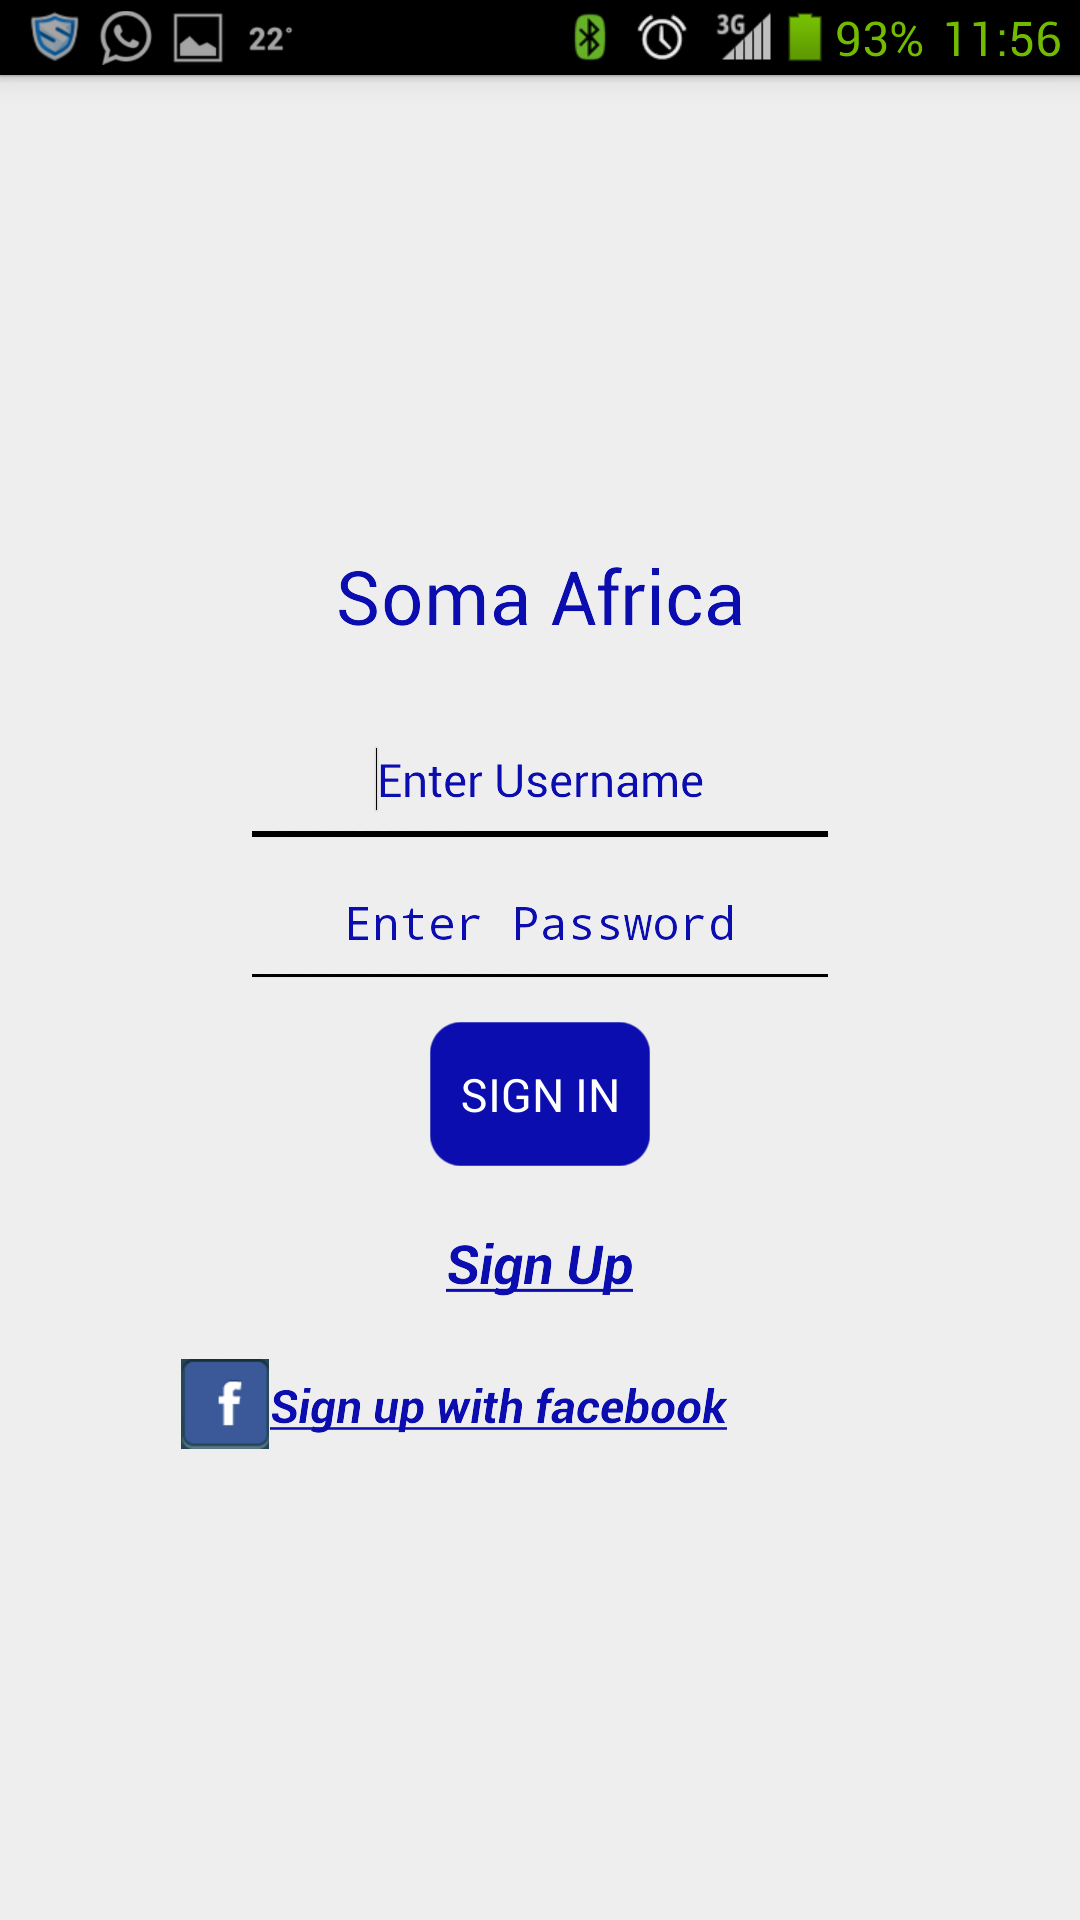 22° 3G 93% 11:56
Soma Africa
Enter Username
Enter Password
SIGN IN
Sign Up
f Sign up with facebook